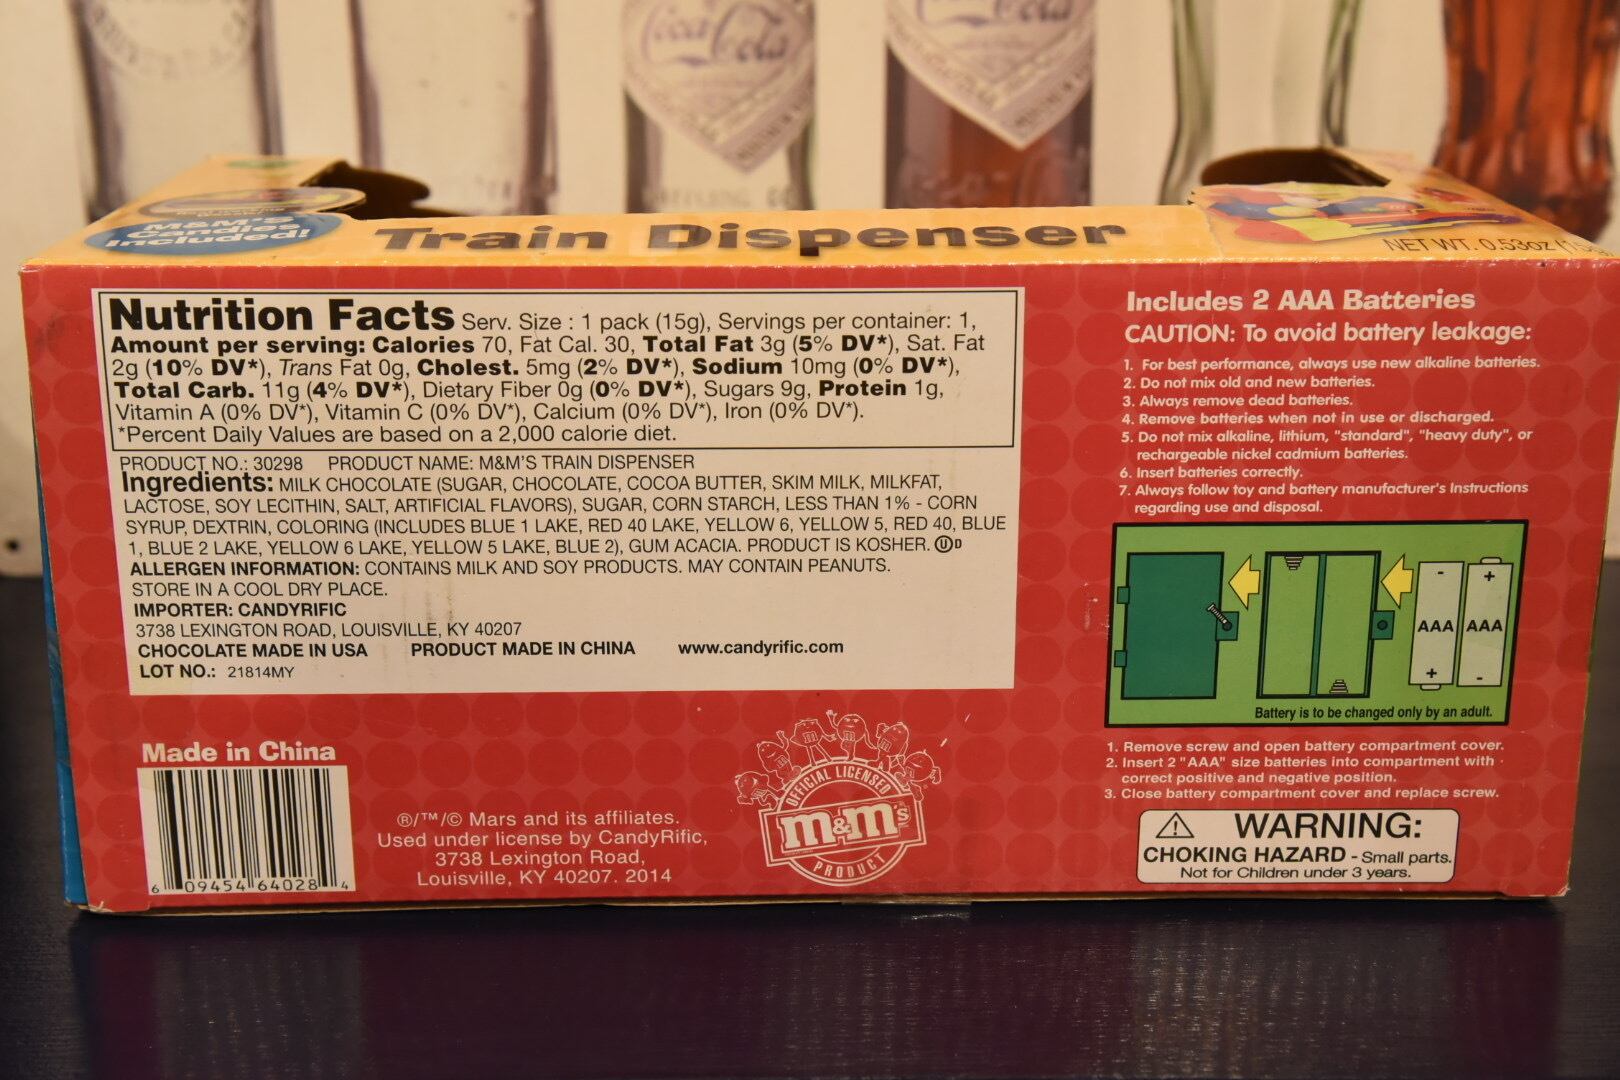 Coca-Cola
Coca-Cola
M&M'S
Candies
Included!
Train Dispenser
NET WT. 0.53oz
Nutrition Facts Serv. Size : 1 pack (15g), Servings per container: 1,
Amount per serving: Calories 70, Fat Cal. 30, Total Fat 3g (5% DV*), Sat. Fat
2g (10% DV*), Trans Fat 0g, Cholest. 5mg (2% DV*), Sodium 10mg (0% DV*),
Total Carb. 11g (4% DV*), Dietary Fiber 0g (0% DV*), Sugars 9g, Protein 1g,
Vitamin A (0% DV*), Vitamin C (0% DV*), Calcium (0% DV*), Iron (0% DV*).
*Percent Daily Values are based on a 2,000 calorie diet.
PRODUCT NO.: 30298 PRODUCT NAME: M&M'S TRAIN DISPENSER
Ingredients: MILK CHOCOLATE (SUGAR, CHOCOLATE, COCOA BUTTER, SKIM MILK, MILKFAT,
LACTOSE, SOY LECITHIN, SALT, ARTIFICIAL FLAVORS), SUGAR, CORN STARCH, LESS THAN 1% - CORN
SYRUP, DEXTRIN, COLORING (INCLUDES BLUE 1 LAKE, RED 40 LAKE, YELLOW 6, YELLOW 5, RED 40, BLUE
1, BLUE 2 LAKE, YELLOW 6 LAKE, YELLOW 5 LAKE, BLUE 2), GUM ACACIA. PRODUCT IS KOSHER. ⓊD
ALLERGEN INFORMATION: CONTAINS MILK AND SOY PRODUCTS. MAY CONTAIN PEANUTS.
STORE IN A COOL DRY PLACE.
IMPORTER: CANDYRIFIC
3738 LEXINGTON ROAD, LOUISVILLE, KY 40207
CHOCOLATE MADE IN USA PRODUCT MADE IN CHINA www.candyrific.com
LOT NO.: 21814MY
Made in China
6 09454 64028 4
®/™/© Mars and its affiliates.
Used under license by CandyRific,
3738 Lexington Road,
Louisville, KY 40207. 2014
OFFICIAL LICENSED
m&m's
PRODUCT
Includes 2 AAA Batteries
CAUTION: To avoid battery leakage:
1. For best performance, always use new alkaline batteries.
2. Do not mix old and new batteries.
3. Always remove dead batteries.
4. Remove batteries when not in use or discharged.
5. Do not mix alkaline, lithium, "standard", "heavy duty", or
rechargeable nickel cadmium batteries.
6. Insert batteries correctly.
7. Always follow toy and battery manufacturer's Instructions
regarding use and disposal.
- +
AAA AAA
+ -
Battery is to be changed only by an adult.
1. Remove screw and open battery compartment cover.
2. Insert 2 "AAA" size batteries into compartment with
correct positive and negative position.
3. Close battery compartment cover and replace screw.
WARNING:
CHOKING HAZARD - Small parts.
Not for Children under 3 years.